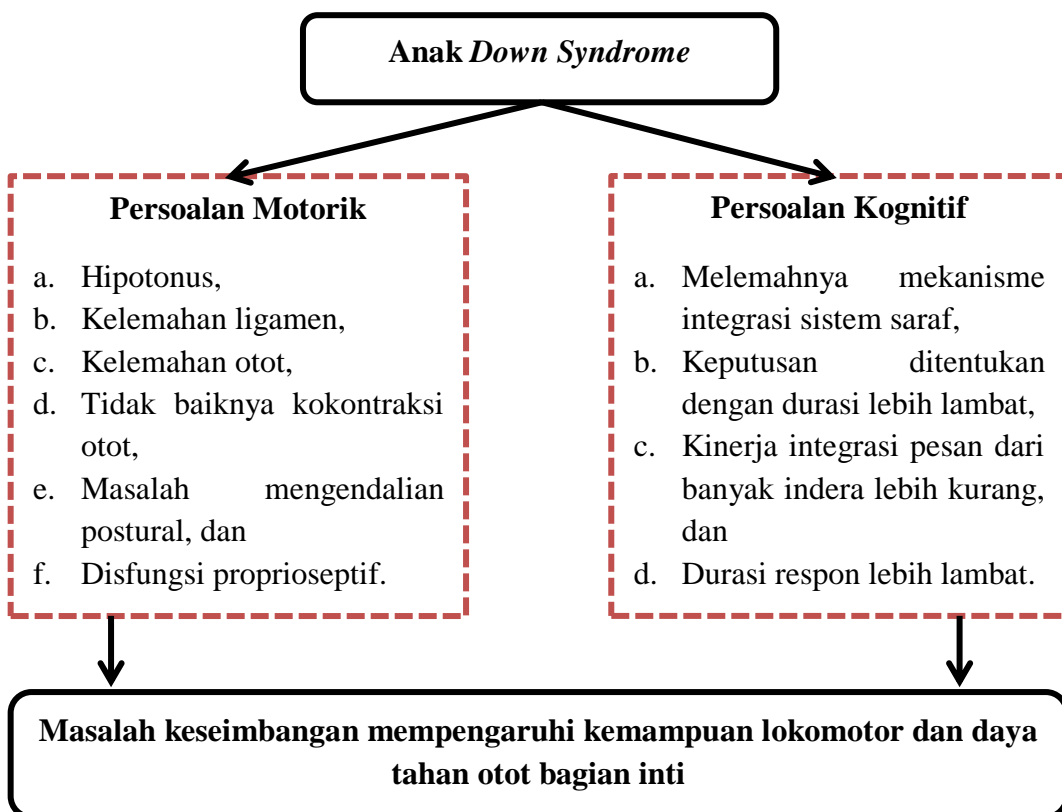 Anak Down Syndrome
Persoalan Motorik
a. Hipotonus,
b. Kelemahan ligamen,
c. Kelemahan otot,
d. Tidak baiknya kokontraksi
otot,
e. Masalah mengendalian
postural, dan
f. Disfungsi proprioseptif.
Persoalan Kognitif
a. Melemahnya mekanisme
integrasi sistem saraf,
b. Keputusan ditentukan
dengan durasi lebih lambat,
c. Kinerja integrasi pesan dari
banyak indera lebih kurang,
dan
d. Durasi respon lebih lambat.
Masalah keseimbangan mempengaruhi kemampuan lokomotor dan daya
tahan otot bagian inti